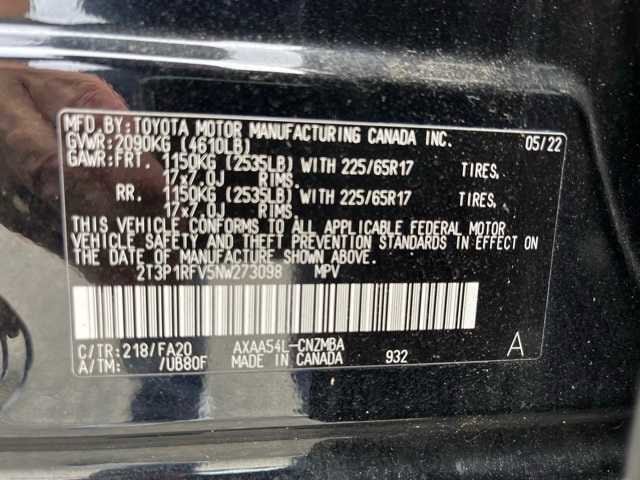 MFD.BY:TOYOTA MOTOR MANUFACTURING CANADA INC. 05/22
GVWR:2090KG (4610LB)
GAWR:FRT. 1150KG (2535LB) WITH 225/65R17 TIRES,
17x7.0J RIMS.
RR. 1150KG (2535LB) WITH 225/65R17 TIRES,
17x7.0J RIMS.
THIS VEHICLE CONFORMS TO ALL APPLICABLE FEDERAL MOTOR
VEHICLE SAFETY AND THEFT PREVENTION STANDARDS IN EFFECT ON
THE DATE OF MANUFACTURE SHOWN ABOVE.
2T3P1RFV5NW273098 MPV
C/TR:218/FA20 AXAA54L-CNZMBA A
A/TM: /UB80F MADE IN CANADA 932